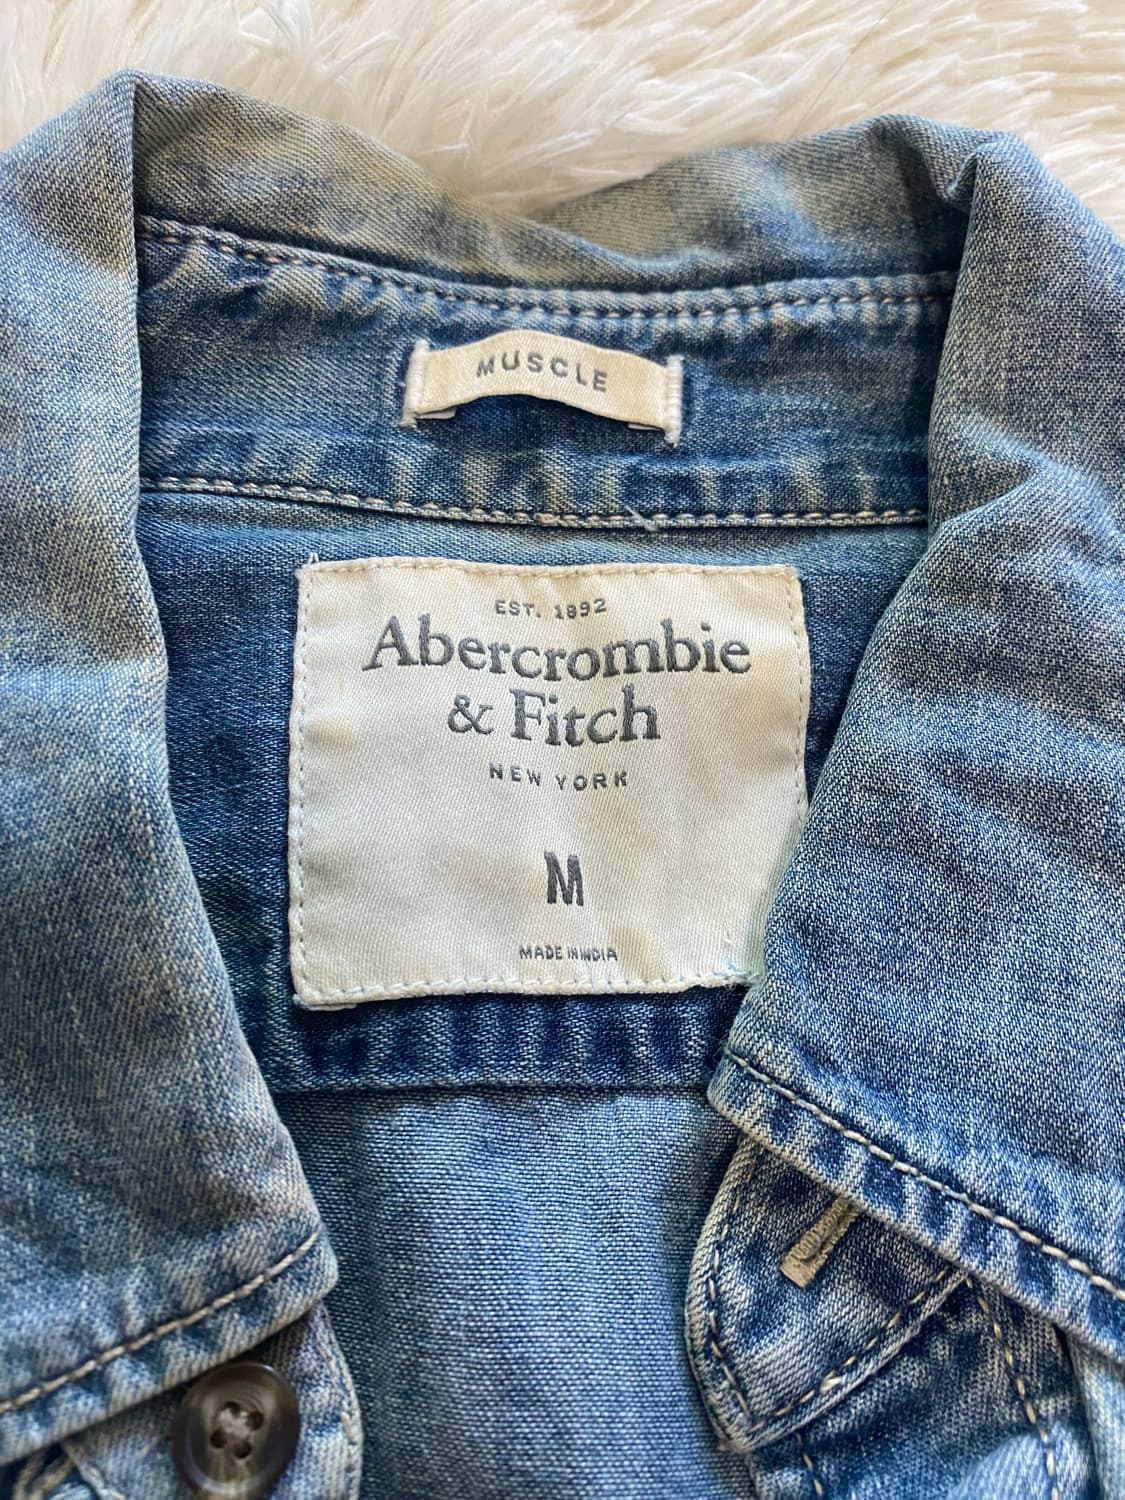 MUSCLE
EST. 1892
Abercrombie
& Fitch
NEW YORK
M
MADE IN INDIA